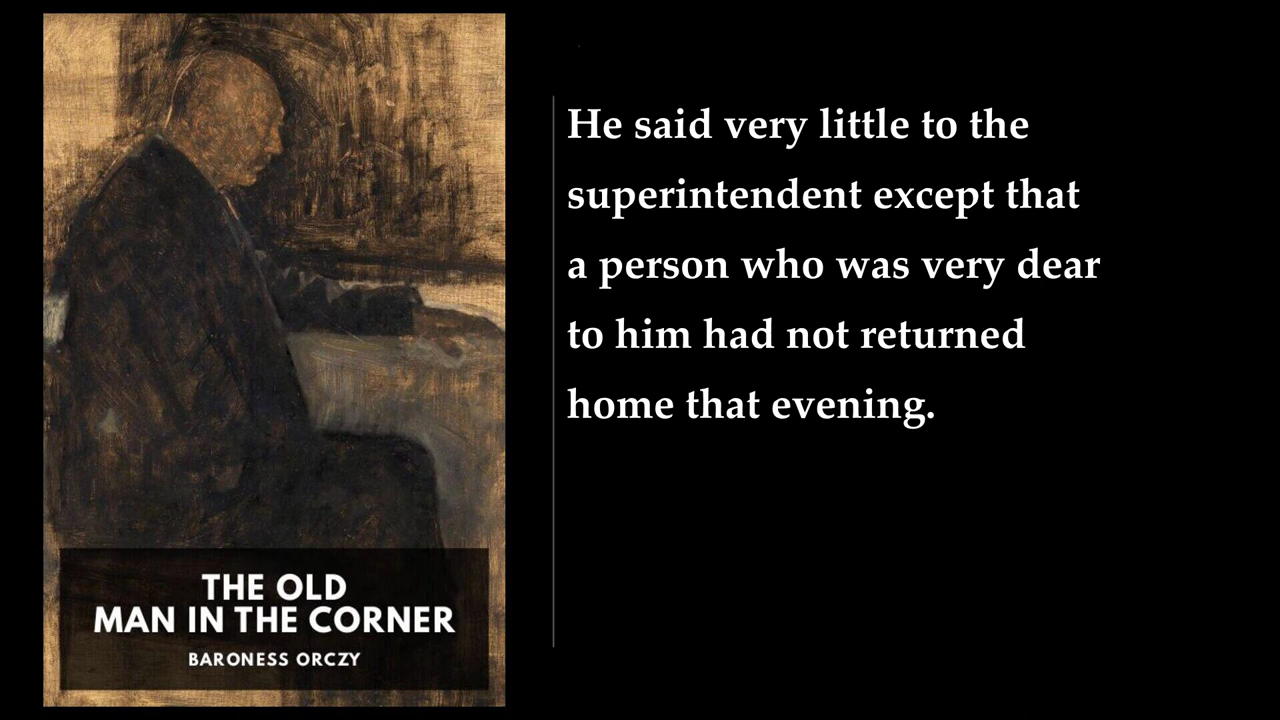 THE OLD
MAN IN THE CORNER
BARONESS ORCZY
He said very little to the
superintendent except that
a person who was very dear
to him had not returned
home that evening.